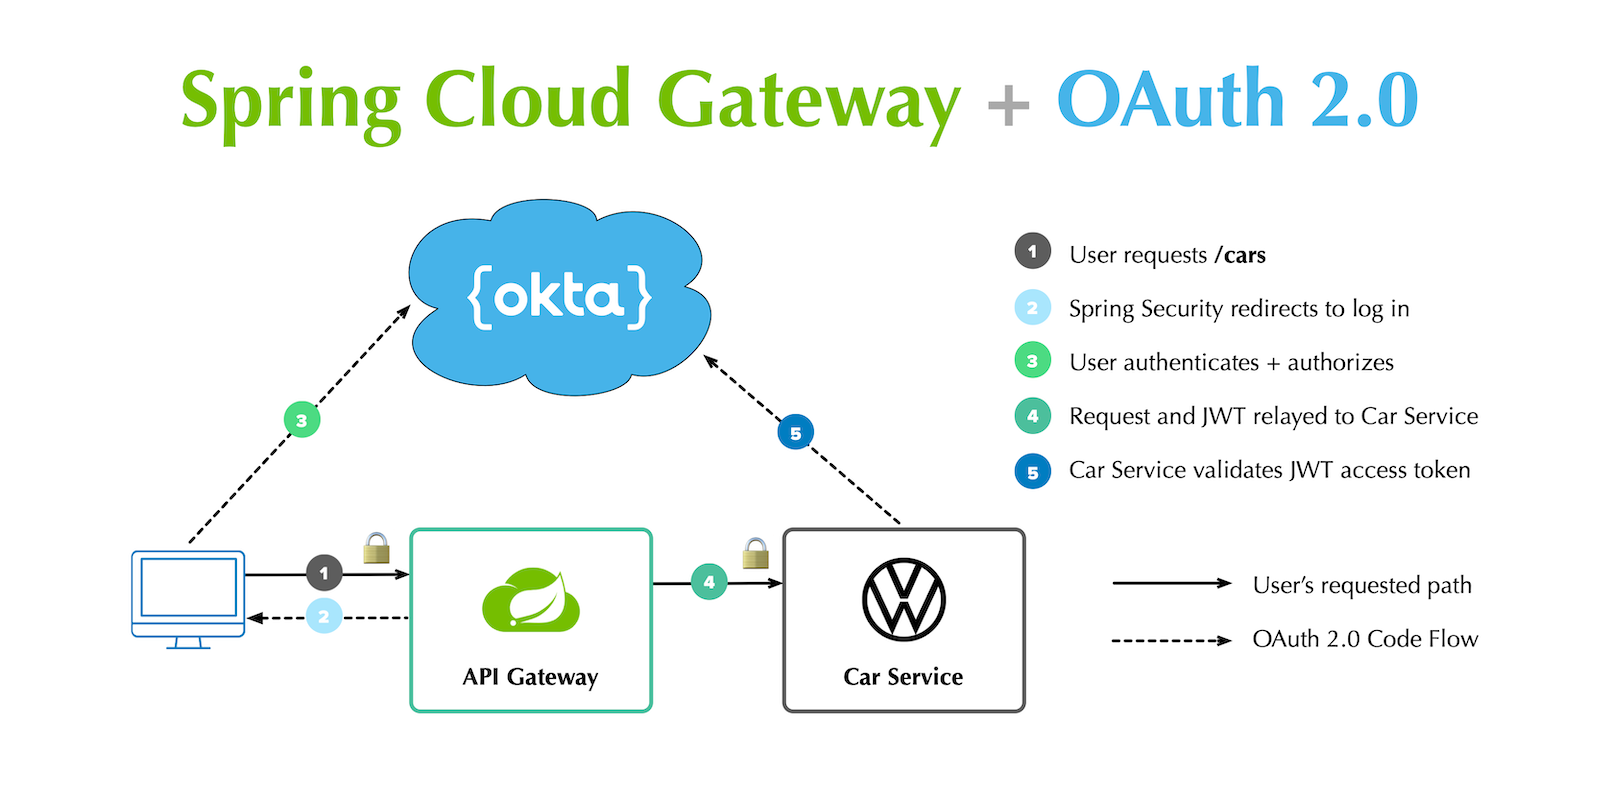 Spring Cloud Gateway + OAuth 2.0
{okta}
1 User requests /cars
2 Spring Security redirects to log in
3 User authenticates + authorizes
4 Request and JWT relayed to Car Service
5 Car Service validates JWT access token
3
5
1
2
4
API Gateway
Car Service
User’s requested path
OAuth 2.0 Code Flow